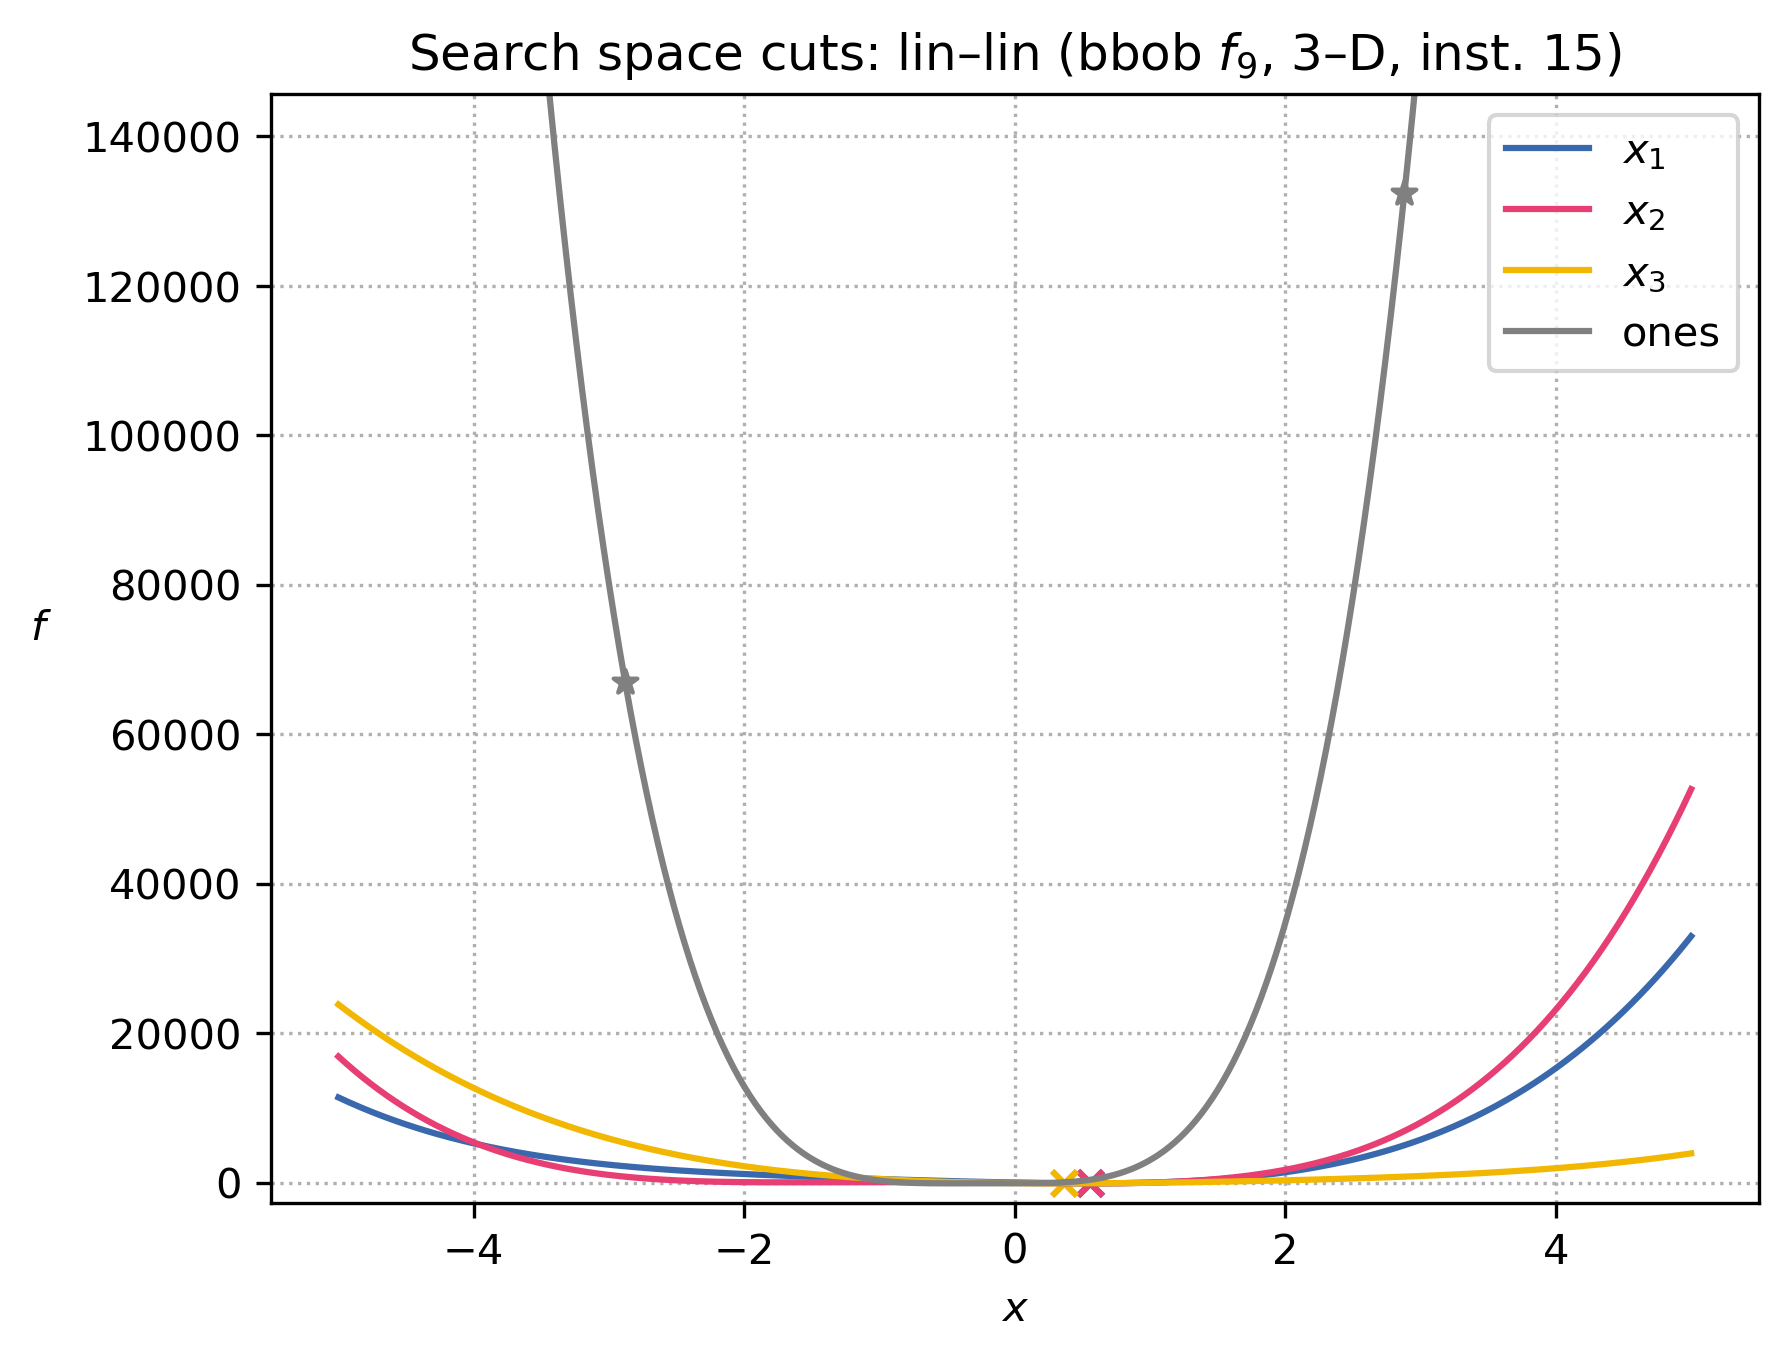 Search space cuts: lin–lin (bbob f₉, 3–D, inst. 15)
140000
120000
100000
80000
60000
40000
20000
0
f
x₁
x₂
x₃
ones
−4
−2
0
2
4
x